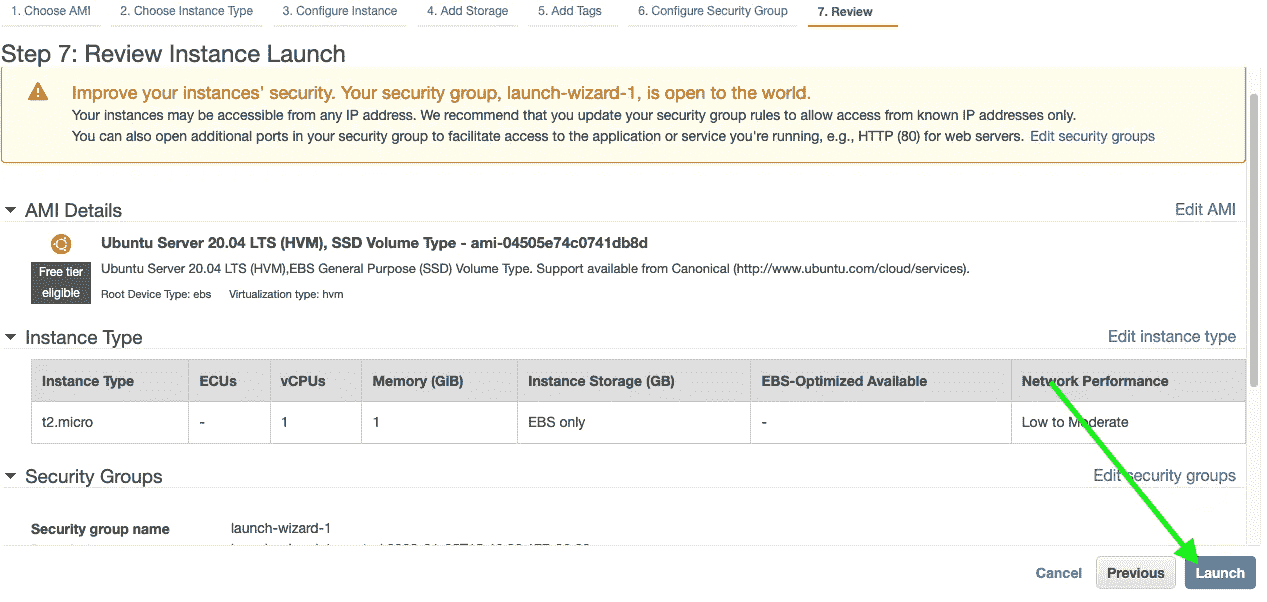 1. Choose AMI 2. Choose Instance Type 3. Configure Instance 4. Add Storage 5. Add Tags 6. Configure Security Group 7. Review
Step 7: Review Instance Launch
Improve your instances' security. Your security group, launch-wizard-1, is open to the world.
Your instances may be accessible from any IP address. We recommend that you update your security group rules to allow access from known IP addresses only.
You can also open additional ports in your security group to facilitate access to the application or service you're running, e.g., HTTP (80) for web servers. Edit security groups
AMI Details Edit AMI
Ubuntu Server 20.04 LTS (HVM), SSD Volume Type - ami-04505e74c0741db8d
Free tier
eligible
Ubuntu Server 20.04 LTS (HVM),EBS General Purpose (SSD) Volume Type. Support available from Canonical (http://www.ubuntu.com/cloud/services).
Root Device Type: ebs Virtualization type: hvm
Instance Type Edit instance type
Instance Type ECUs vCPUs Memory (GiB) Instance Storage (GB) EBS-Optimized Available Network Performance
t2.micro - 1 1 EBS only - Low to Moderate
Security Groups Edit security groups
Security group name launch-wizard-1
Cancel Previous Launch